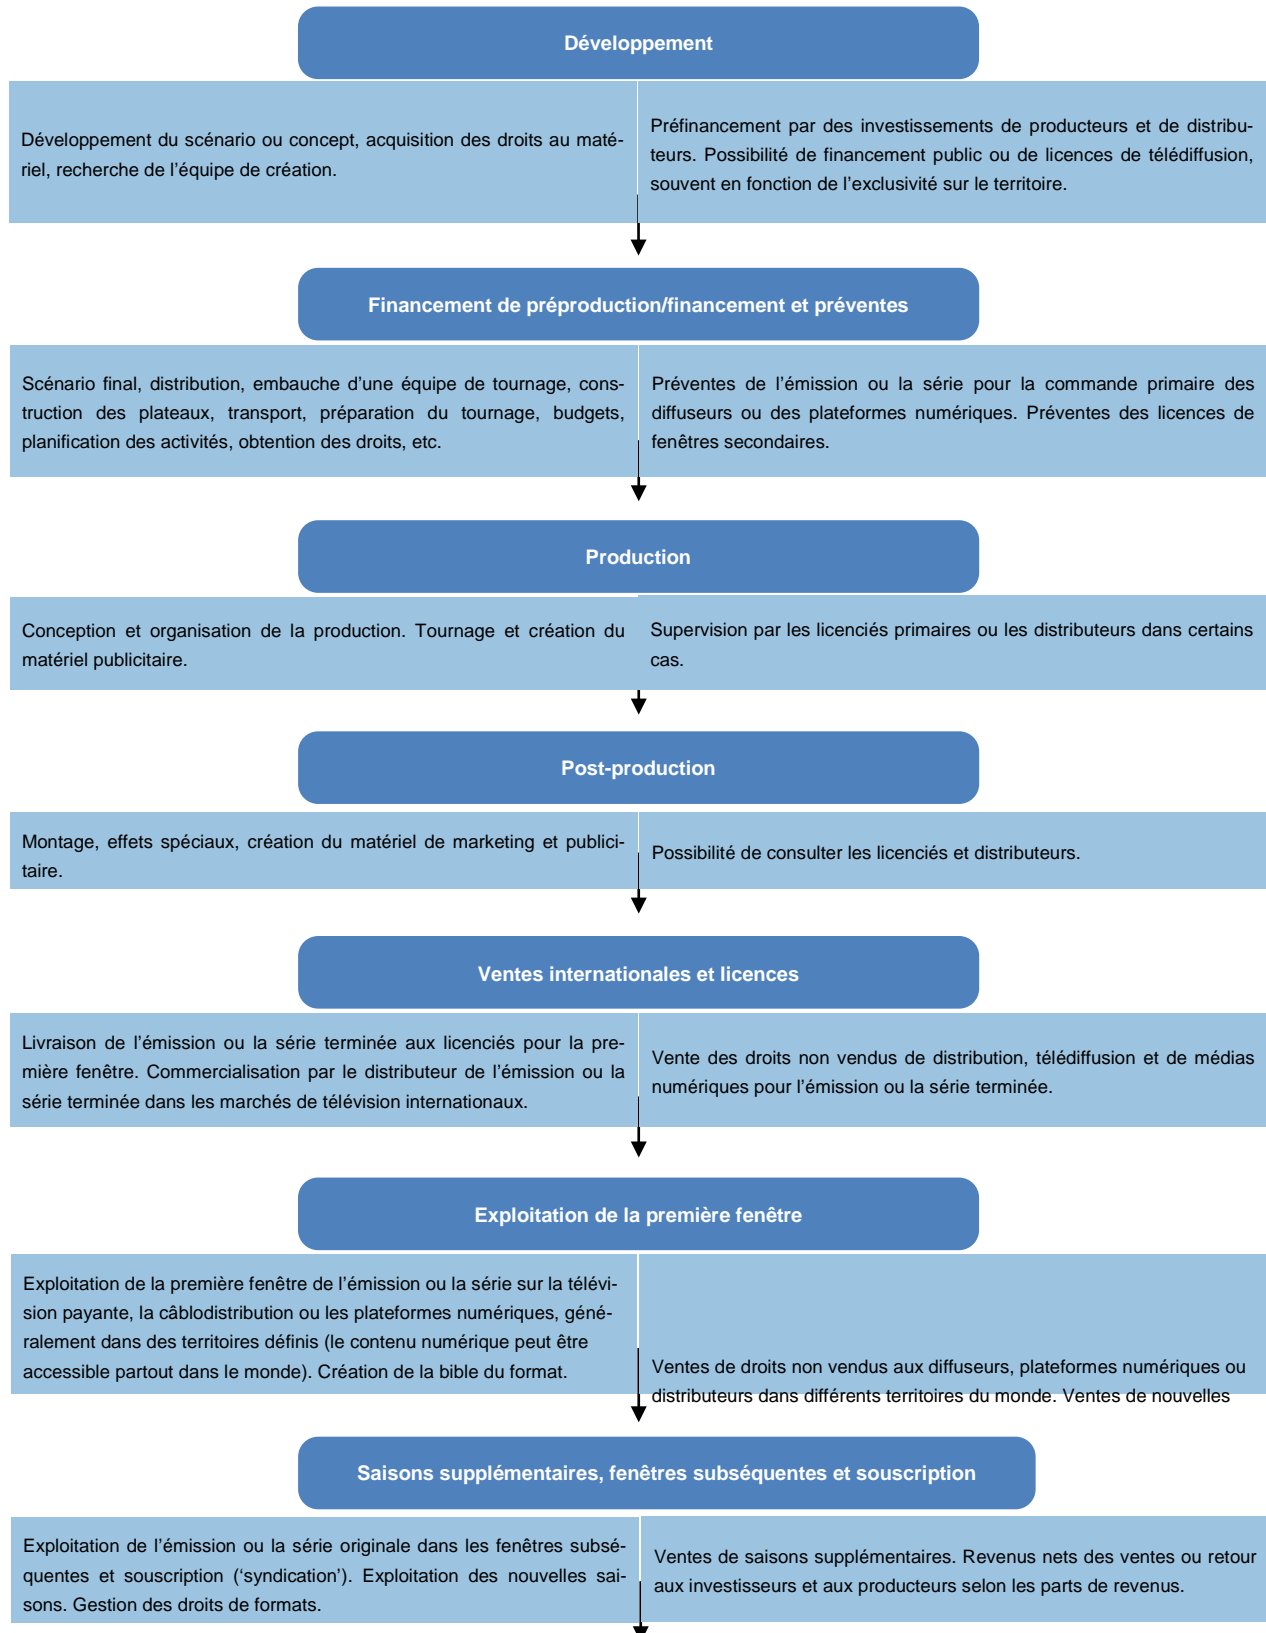 Développement
Développement du scénario ou concept, acquisition des droits au maté-
riel, recherche de l’équipe de création.
Préfinancement par des investissements de producteurs et de distribu-
teurs. Possibilité de financement public ou de licences de télédiffusion,
souvent en fonction de l’exclusivité sur le territoire.
Financement de préproduction/financement et préventes
Scénario final, distribution, embauche d’une équipe de tournage, cons-
truction des plateaux, transport, préparation du tournage, budgets,
planification des activités, obtention des droits, etc.
Préventes de l’émission ou la série pour la commande primaire des
diffuseurs ou des plateformes numériques. Préventes des licences de
fenêtres secondaires.
Production
Conception et organisation de la production. Tournage et création du
matériel publicitaire.
Supervision par les licenciés primaires ou les distributeurs dans certains
cas.
Post-production
Montage, effets spéciaux, création du matériel de marketing et publici-
taire.
Possibilité de consulter les licenciés et distributeurs.
Ventes internationales et licences
Livraison de l’émission ou la série terminée aux licenciés pour la pre-
mière fenêtre. Commercialisation par le distributeur de l’émission ou la
série terminée dans les marchés de télévision internationaux.
Vente des droits non vendus de distribution, télédiffusion et de médias
numériques pour l’émission ou la série terminée.
Exploitation de la première fenêtre
Exploitation de la première fenêtre de l’émission ou la série sur la télévi-
sion payante, la câblodistribution ou les plateformes numériques, géné-
ralement dans des territoires définis (le contenu numérique peut être
accessible partout dans le monde). Création de la bible du format.
Ventes de droits non vendus aux diffuseurs, plateformes numériques ou
distributeurs dans différents territoires du monde. Ventes de nouvelles
Saisons supplémentaires, fenêtres subséquentes et souscription
Exploitation de l’émission ou la série originale dans les fenêtres subsé-
quentes et souscription (‘syndication’). Exploitation des nouvelles sai-
sons. Gestion des droits de formats.
Ventes de saisons supplémentaires. Revenus nets des ventes ou retour
aux investisseurs et aux producteurs selon les parts de revenus.